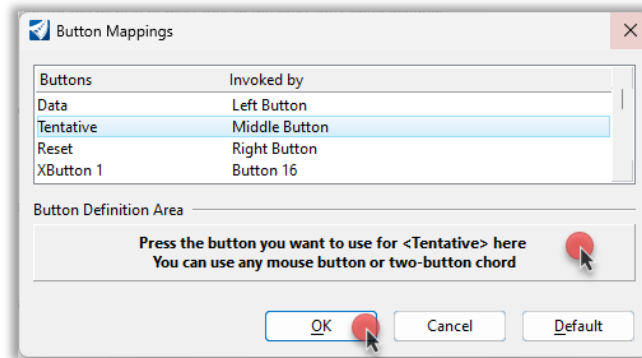 Button Mappings
Buttons Invoked by
Data Left Button
Tentative Middle Button
Reset Right Button
XButton 1 Button 16
Button Definition Area
Press the button you want to use for <Tentative> here
You can use any mouse button or two-button chord
OK Cancel Default